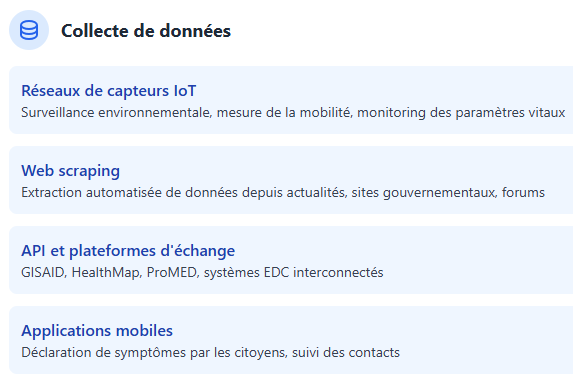 Collecte de données
Réseaux de capteurs IoT
Surveillance environnementale, mesure de la mobilité, monitoring des paramètres vitaux
Web scraping
Extraction automatisée de données depuis actualités, sites gouvernementaux, forums
API et plateformes d'échange
GISAID, HealthMap, ProMED, systèmes EDC interconnectés
Applications mobiles
Déclaration de symptômes par les citoyens, suivi des contacts